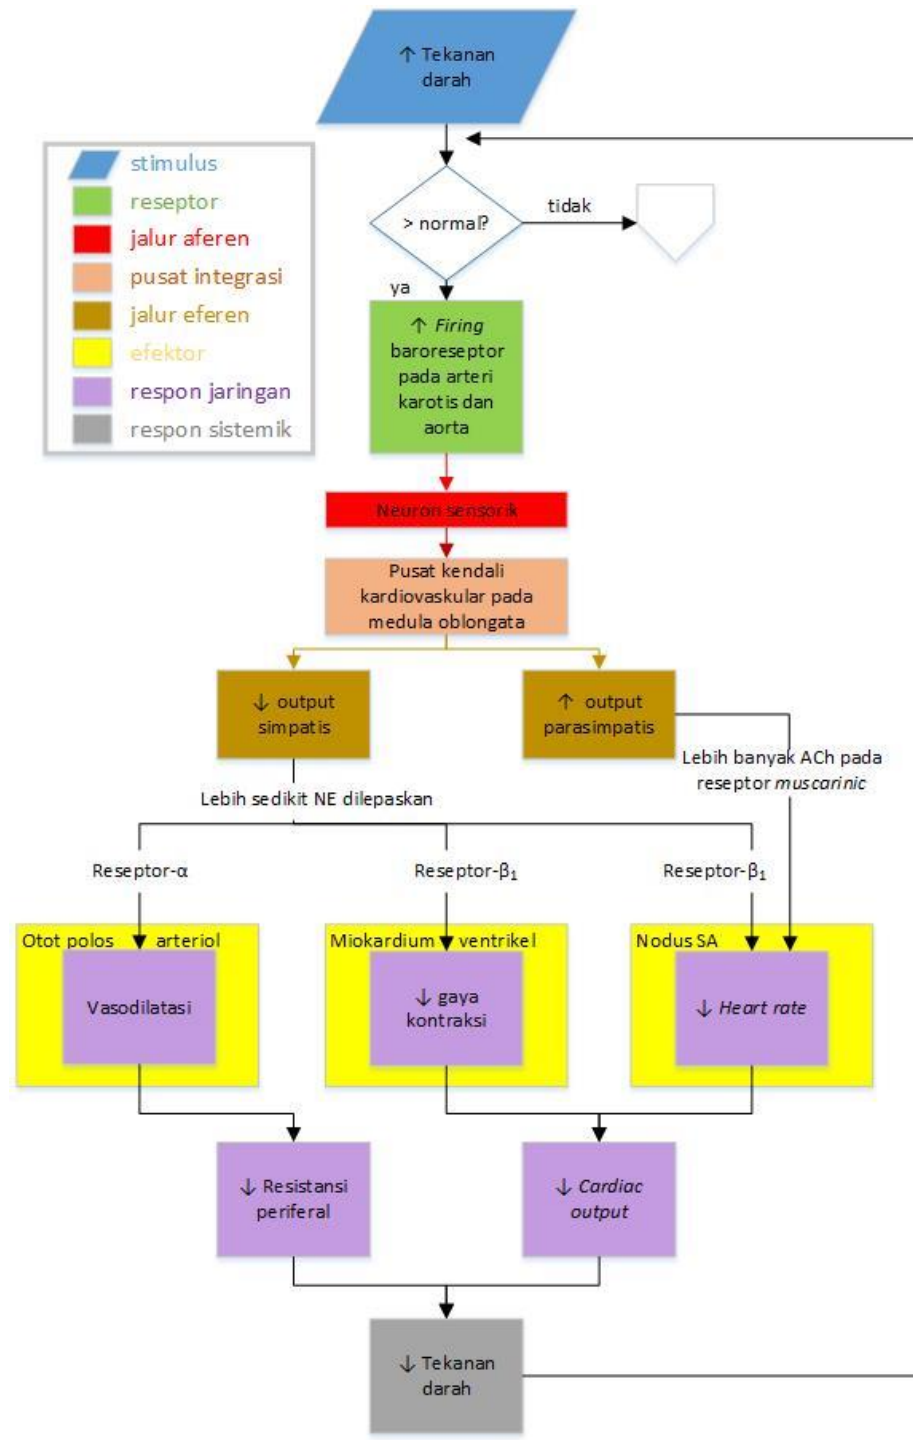 ↑ Tekanan
darah
stimulus
reseptor
jalur aferen
pusat integrasi
jalur eferen
efektor
respon jaringan
respon sistemik
> normal?
tidak
ya
↑ Firing
baroreseptor
pada arteri
karotis dan
aorta
Neuron sensorik
Pusat kendali
kardiovaskular pada
medula oblongata
↓ output
simpatis
↑ output
parasimpatis
Lebih banyak ACh pada
reseptor muscarinic
Lebih sedikit NE dilepaskan
Reseptor-α
Reseptor-β₁
Reseptor-β₁
Otot polos arteriol
Vasodilatasi
Miokardium ventrikel
↓ gaya
kontraksi
Nodus SA
↓ Heart rate
↓ Resistansi
periferal
↓ Cardiac
output
↓ Tekanan
darah